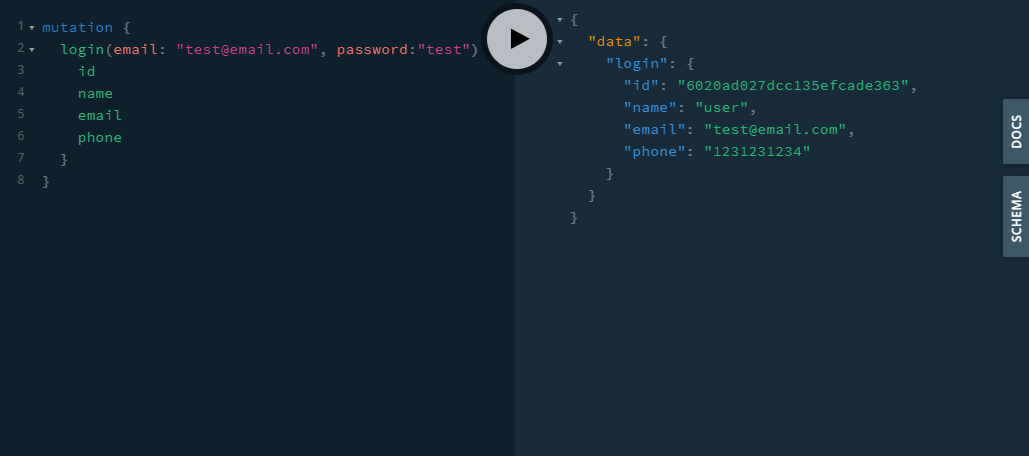 1 mutation {
2 login(email: "test@email.com", password:"test")
3 id
4 name
5 email
6 phone
7 }
8 }
{
"data": {
"login": {
"id": "6020ad027dcc135efcade363",
"name": "user",
"email": "test@email.com",
"phone": "1231231234"
}
}
}
DOCS
SCHEMA